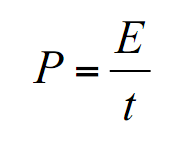 P = E/t